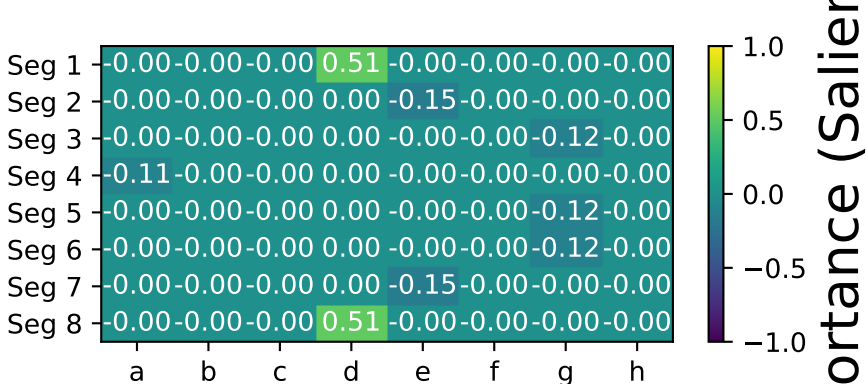 Seg 1 -0.00 -0.00 -0.00 0.51 -0.00 -0.00 -0.00 -0.00
Seg 2 -0.00 -0.00 -0.00 0.00 -0.15 -0.00 -0.00 -0.00
Seg 3 -0.00 -0.00 -0.00 0.00 -0.00 -0.00 -0.12 -0.00
Seg 4 -0.11 -0.00 -0.00 0.00 -0.00 -0.00 -0.00 -0.00
Seg 5 -0.00 -0.00 -0.00 0.00 -0.00 -0.00 -0.12 -0.00
Seg 6 -0.00 -0.00 -0.00 0.00 -0.00 -0.00 -0.12 -0.00
Seg 7 -0.00 -0.00 -0.00 0.00 -0.15 -0.00 -0.00 -0.00
Seg 8 -0.00 -0.00 -0.00 0.51 -0.00 -0.00 -0.00 -0.00
a b c d e f g h
1.0
0.5
0.0
−0.5
−1.0
ortance (Salien